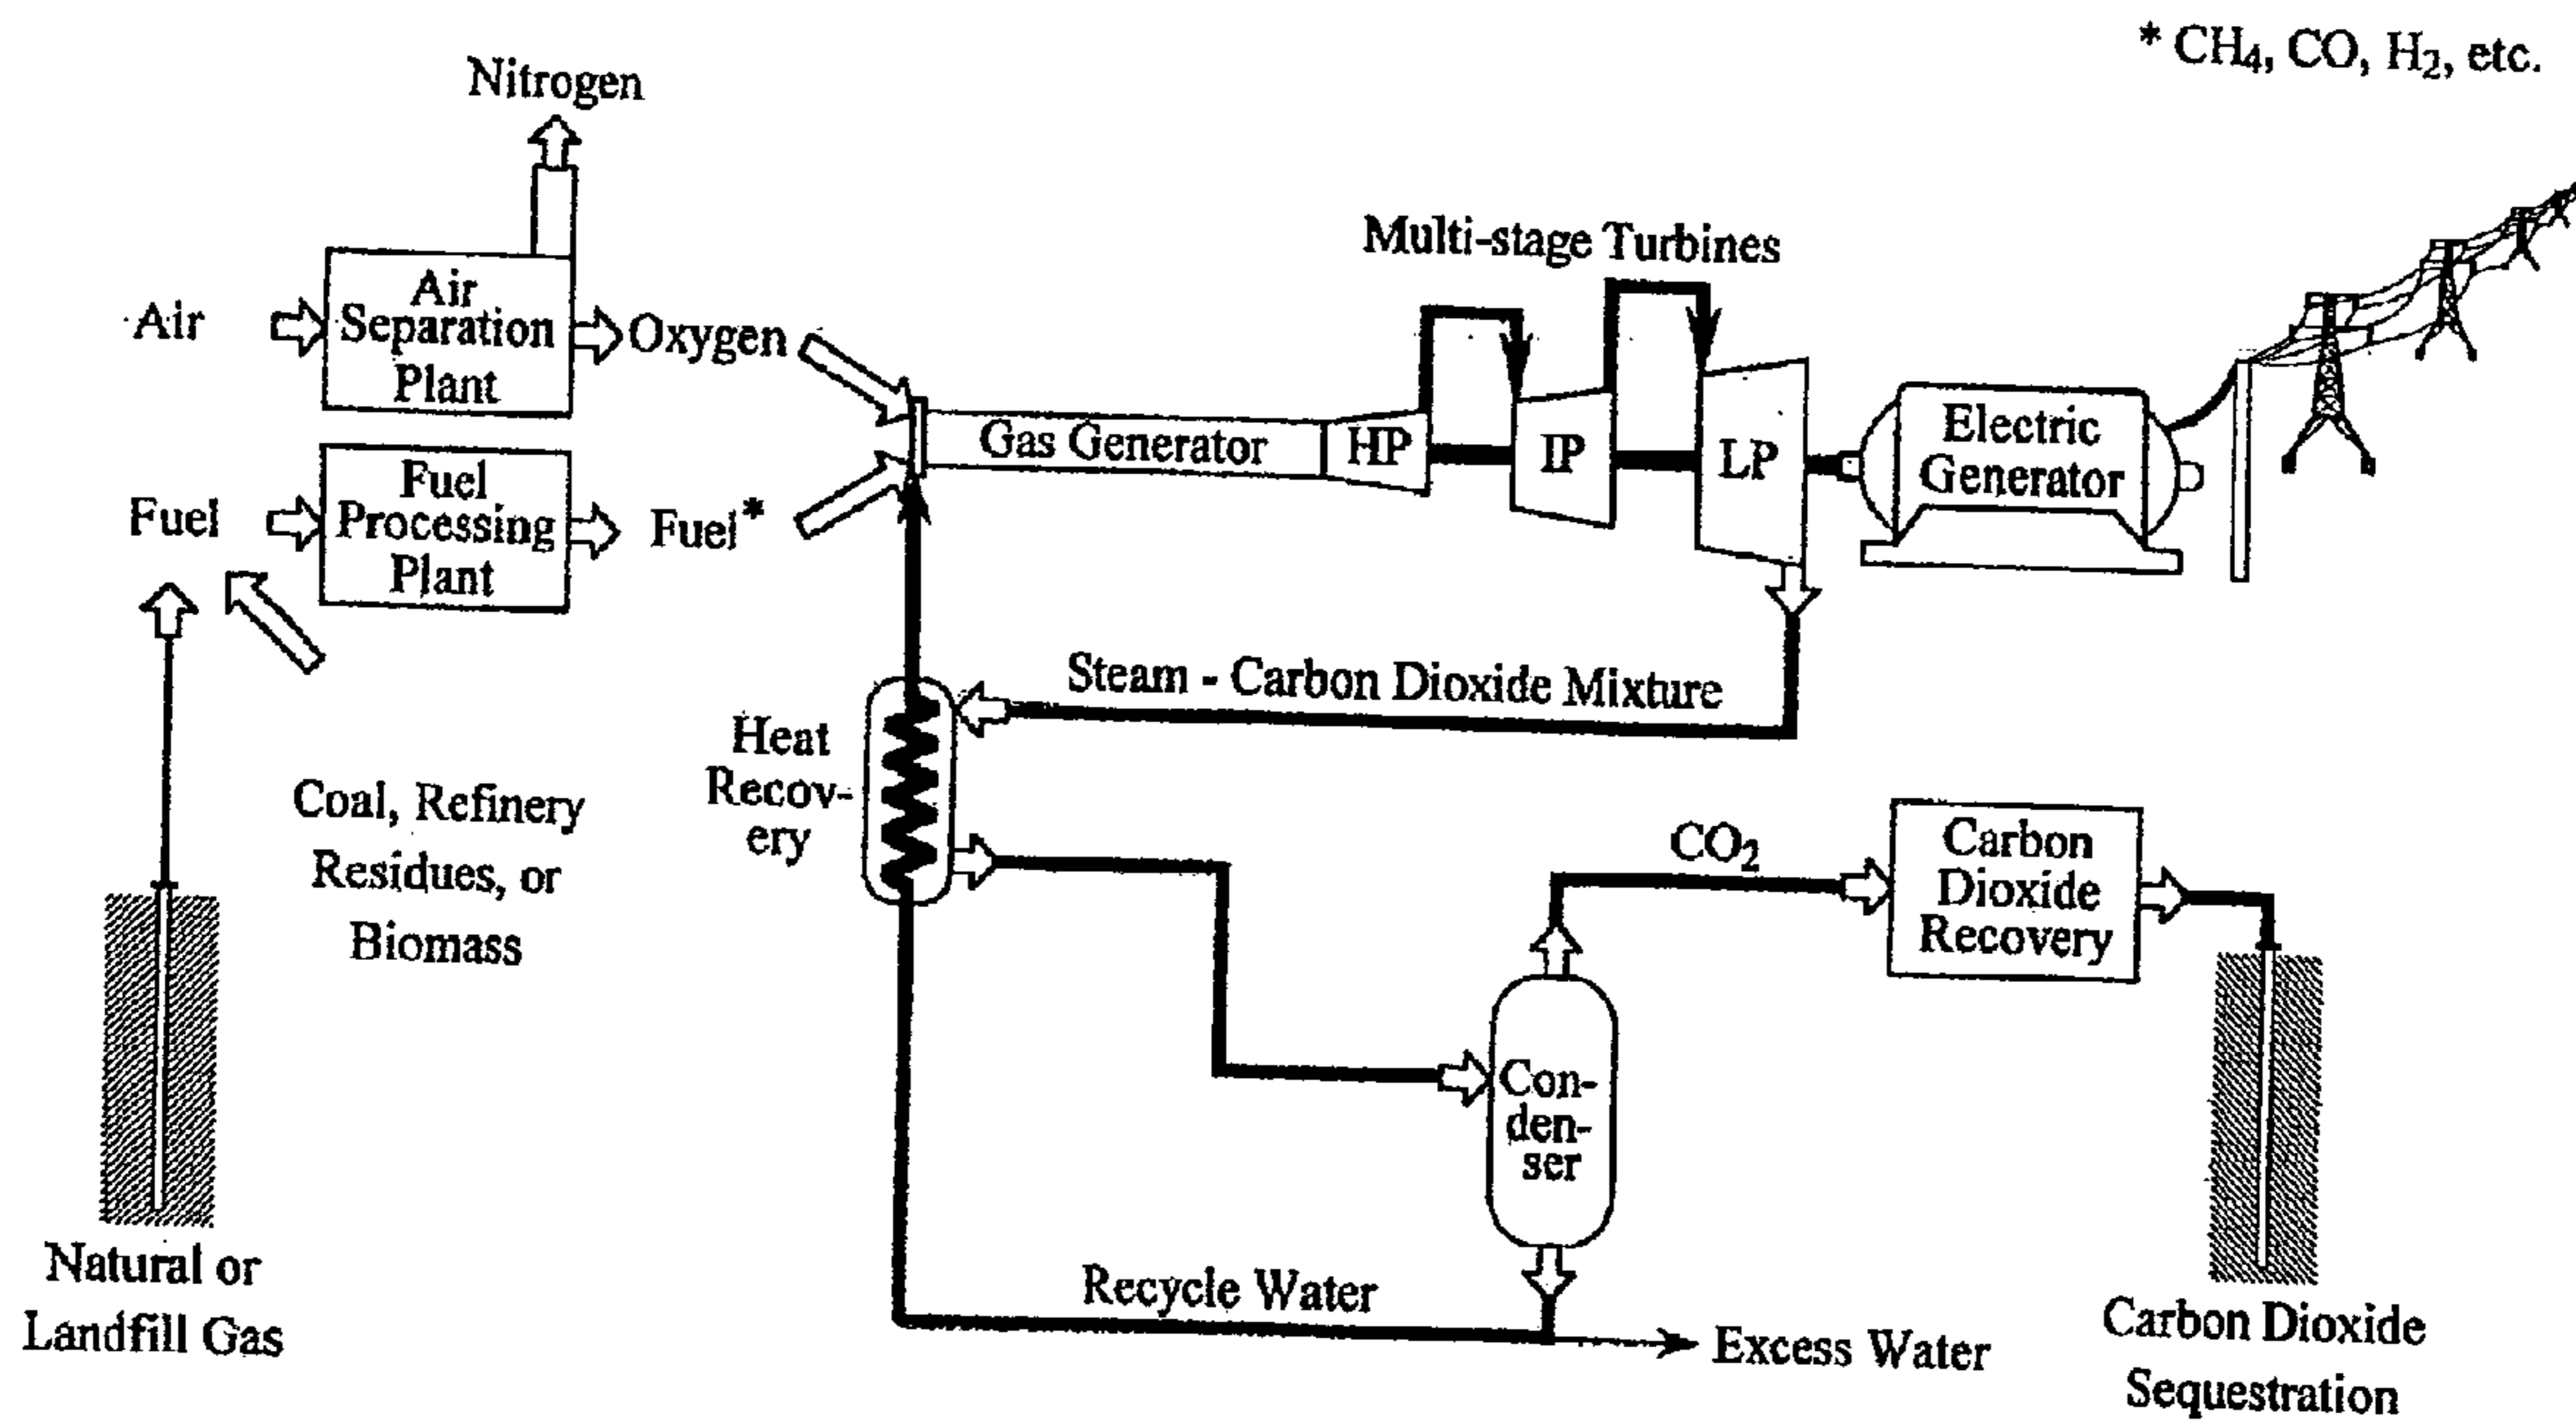 * CH₄, CO, H₂, etc.
Nitrogen
Multi-stage Turbines
Air
Air
Separation
Plant
Oxygen
Gas Generator
HP
IP
LP
Electric
Generator
Fuel
Fuel
Processing
Plant
Fuel*
Steam - Carbon Dioxide Mixture
Heat
Recov-
ery
Coal, Refinery
Residues, or
Biomass
CO₂
Carbon
Dioxide
Recovery
Con-
den-
ser
Natural or
Landfill Gas
Recycle Water
Excess Water
Carbon Dioxide
Sequestration